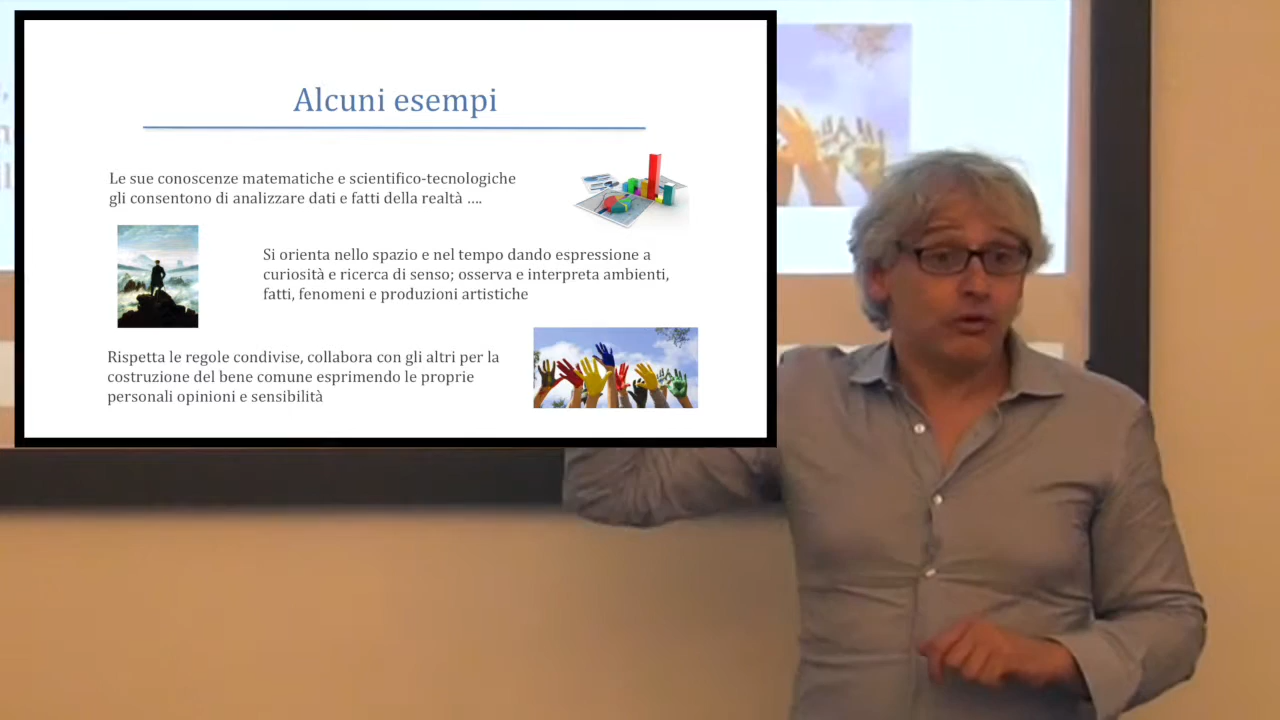 Alcuni esempi
Le sue conoscenze matematiche e scientifico-tecnologiche
gli consentono di analizzare dati e fatti della realtà ....
Si orienta nello spazio e nel tempo dando espressione a
curiosità e ricerca di senso; osserva e interpreta ambienti,
fatti, fenomeni e produzioni artistiche
Rispetta le regole condivise, collabora con gli altri per la
costruzione del bene comune esprimendo le proprie
personali opinioni e sensibilità